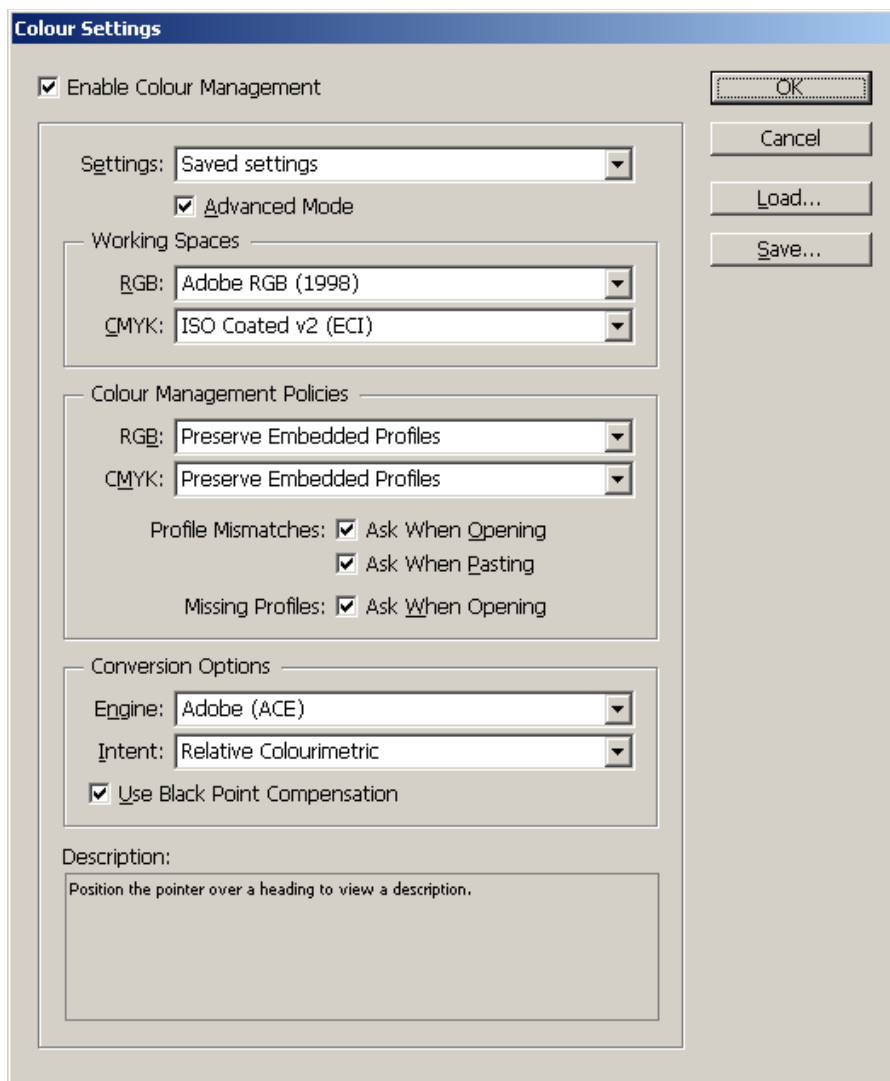 Colour Settings
Enable Colour Management
OK
Cancel
Load...
Save...
Settings: Saved settings
Advanced Mode
Working Spaces
RGB: Adobe RGB (1998)
CMYK: ISO Coated v2 (ECI)
Colour Management Policies
RGB: Preserve Embedded Profiles
CMYK: Preserve Embedded Profiles
Profile Mismatches: Ask When Opening
Ask When Pasting
Missing Profiles: Ask When Opening
Conversion Options
Engine: Adobe (ACE)
Intent: Relative Colourimetric
Use Black Point Compensation
Description:
Position the pointer over a heading to view a description.